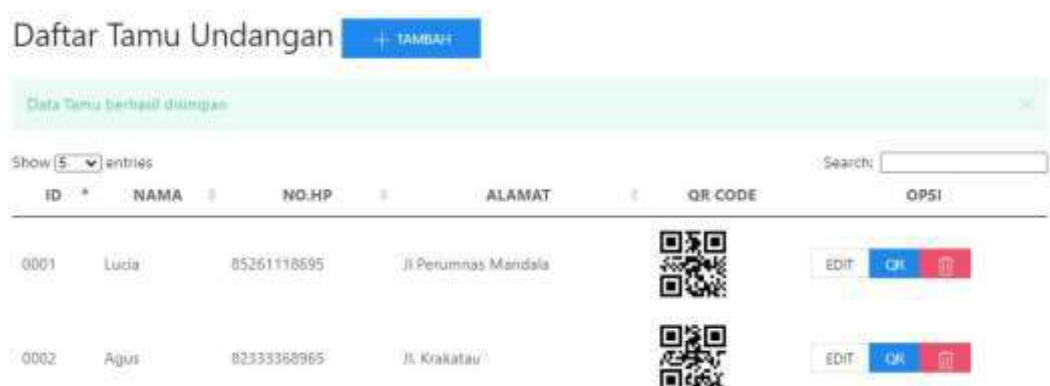 Daftar Tamu Undangan + TAMBAH
Data Tamu berhasil disimpan ×
Show 5 entries Search:
ID NAMA NO.HP ALAMAT QR CODE OPSI
0001 Lucia 85261118695 Jl Perumnas Mandala EDIT QR
0002 Agus 82333368965 Jl. Krakatau EDIT QR